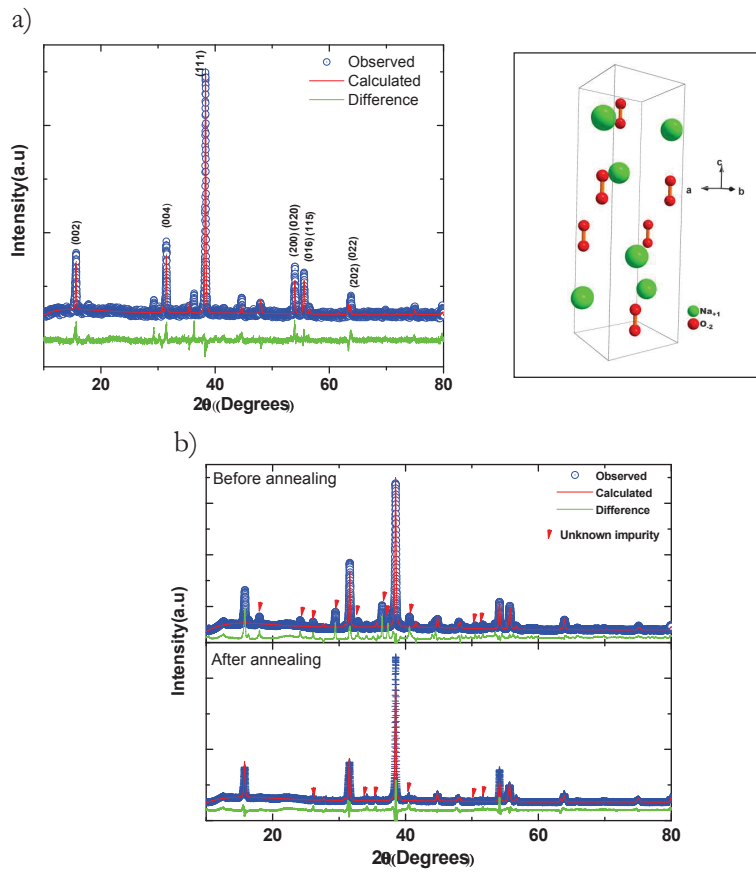 a)
Observed
Calculated
Difference
(002)
(004)
(111)
(200) (020)
(016) (115)
(202) (022)
Intensity(a.u)
20 40 60 80
2θ((Degrees)
c
a b
Na+1
O-2
b)
Before annealing
Observed
Calculated
Difference
Unknown impurity
After annealing
Intensity(a.u)
20 40 60 80
2θ(Degrees)